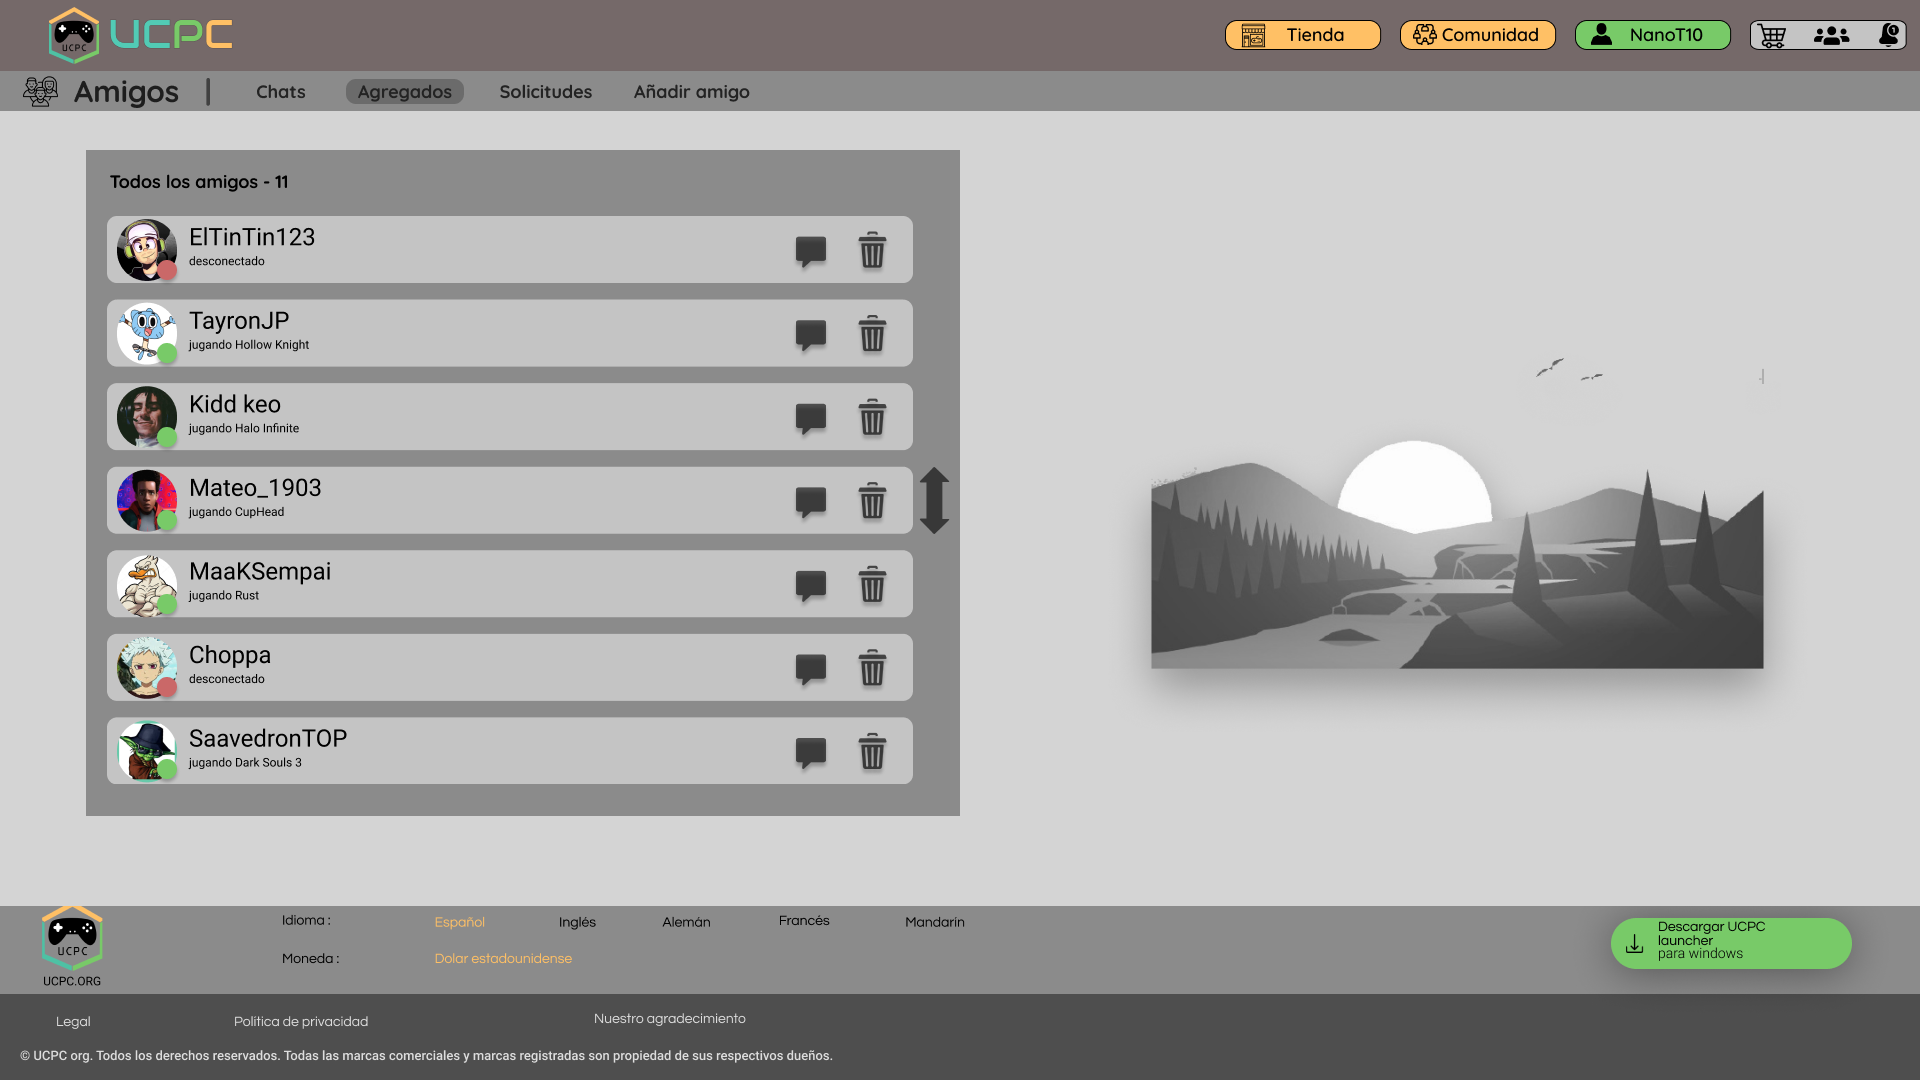 UCPC
UCPC
Tienda
Comunidad
NanoT10
1
Amigos
Chats
Agregados
Solicitudes
Añadir amigo
Todos los amigos - 11
ElTinTin123
desconectado
TayronJP
jugando Hollow Knight
Kidd keo
jugando Halo Infinite
Mateo_1903
jugando CupHead
MaaKSempai
jugando Rust
Choppa
desconectado
SaavedronTOP
jugando Dark Souls 3
UCPC
UCPC.ORG
Idioma :
Español
Inglés
Alemán
Francés
Mandarin
Moneda :
Dolar estadounidense
Descargar UCPC
launcher
para windows
Legal
Politica de privacidad
Nuestro agradecimiento
© UCPC org. Todos los derechos reservados. Todas las marcas comerciales y marcas registradas son propiedad de sus respectivos dueños.